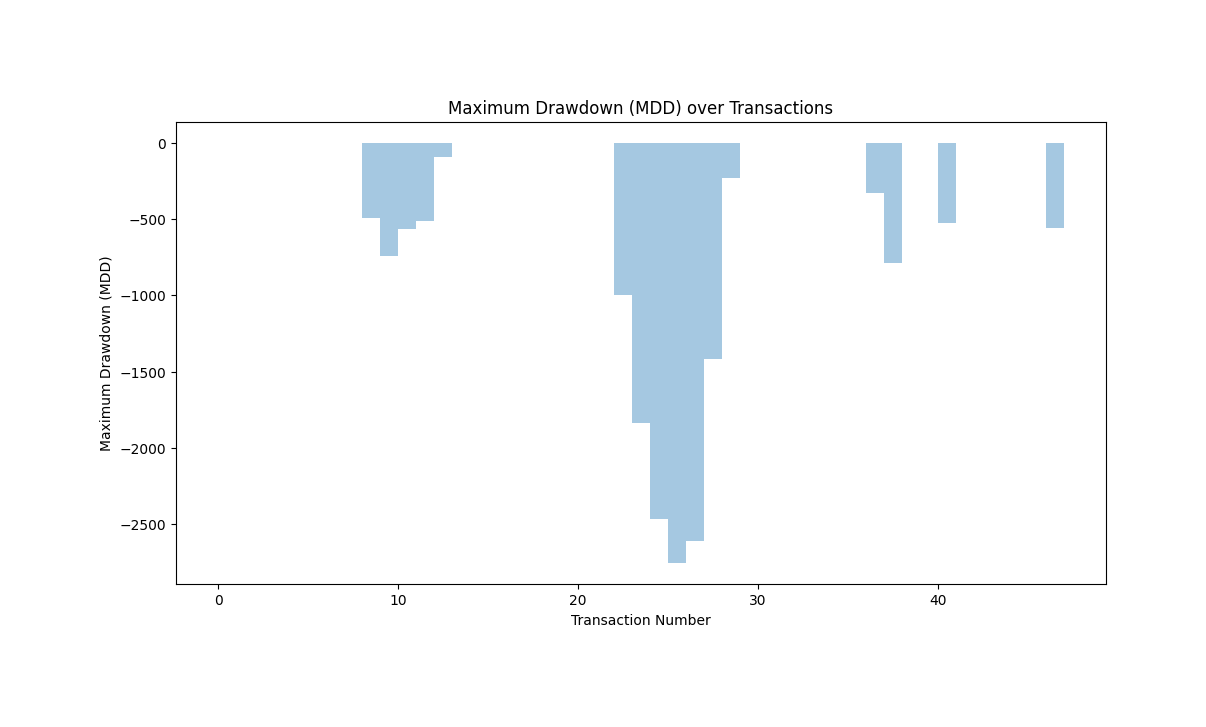 Maximum Drawdown (MDD) over Transactions
Maximum Drawdown (MDD)
0
−500
−1000
−1500
−2000
−2500
0 10 20 30 40
Transaction Number